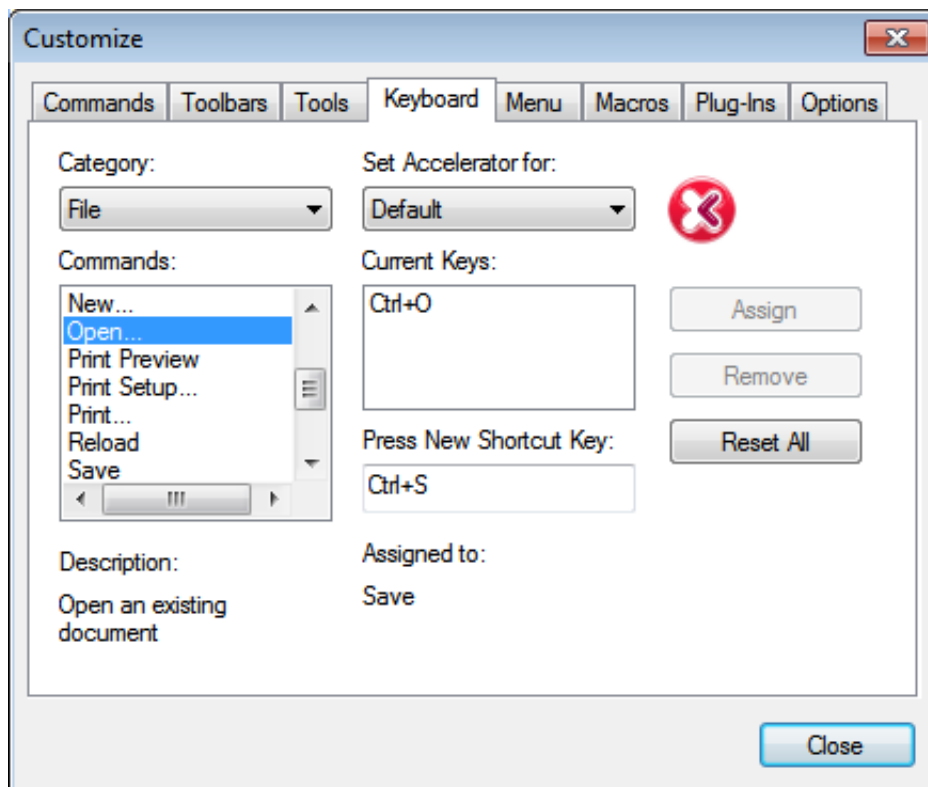 Customize
Commands Toolbars Tools Keyboard Menu Macros Plug-Ins Options
Category:
File
Commands:
New...
Open...
Print Preview
Print Setup...
Print...
Reload
Save
Description:
Open an existing
document
Set Accelerator for:
Default
Current Keys:
Ctrl+O
Press New Shortcut Key:
Ctrl+S
Assigned to:
Save
Assign
Remove
Reset All
Close